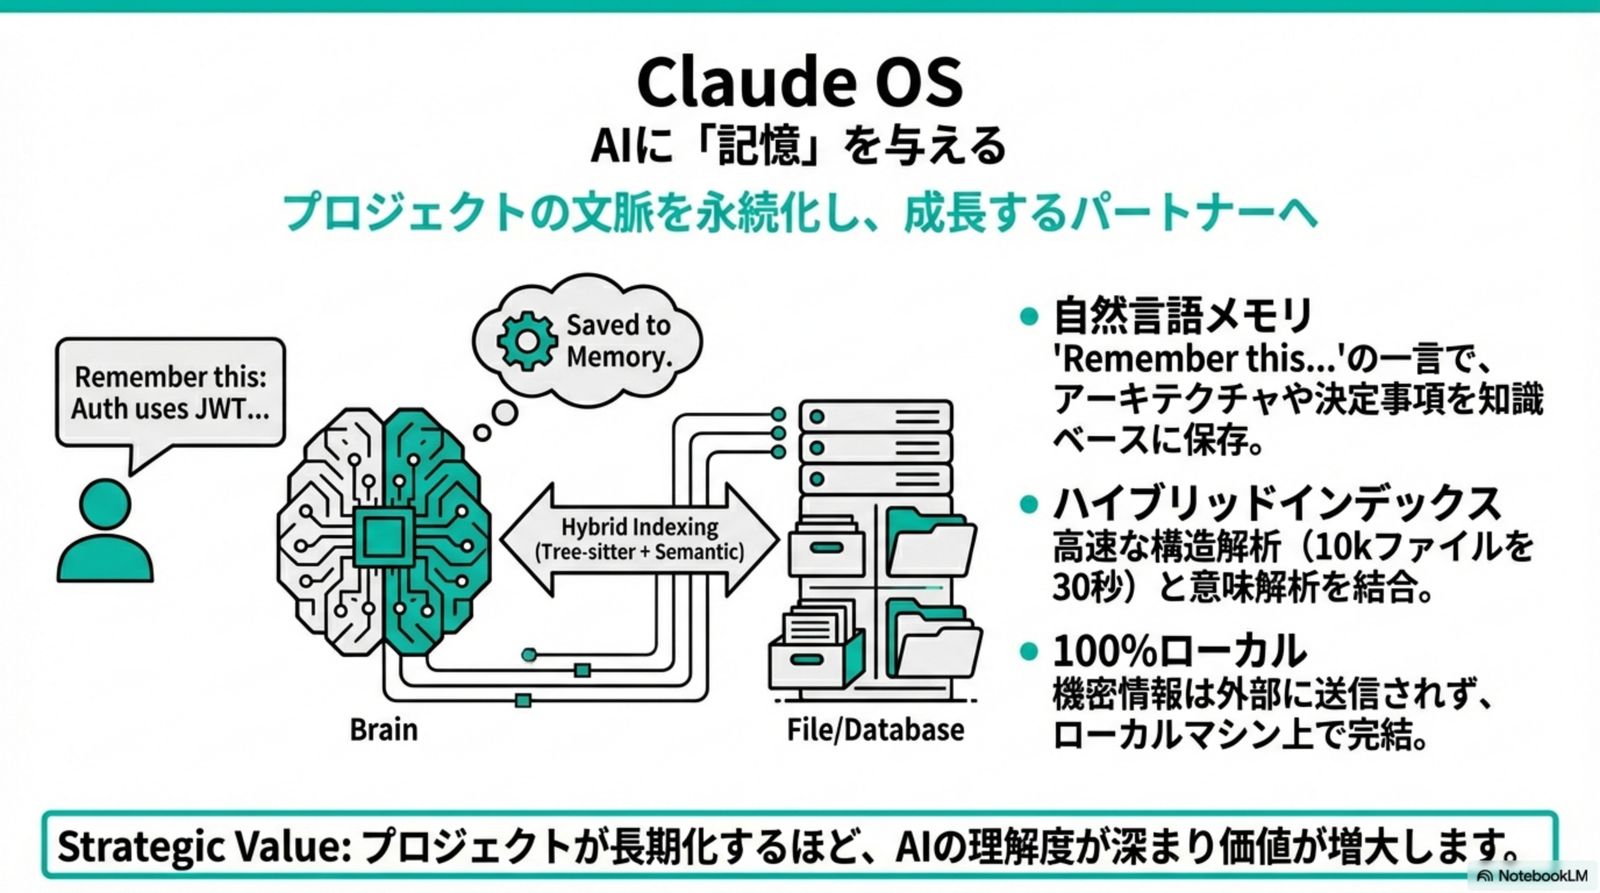 Claude OS
AIに「記憶」を与える
プロジェクトの文脈を永続化し、成長するパートナーへ
Remember this:
Auth uses JWT...
Saved to
Memory.
Hybrid Indexing
(Tree-sitter + Semantic)
Brain
File/Database
自然言語メモリ
'Remember this...'の一言で、
アーキテクチャや決定事項を知識
ベースに保存。
ハイブリッドインデックス
高速な構造解析（10kファイルを
30秒）と意味解析を結合。
100%ローカル
機密情報は外部に送信されず、
ローカルマシン上で完結。
Strategic Value: プロジェクトが長期化するほど、AIの理解度が深まり価値が増大します。
NotebookLM